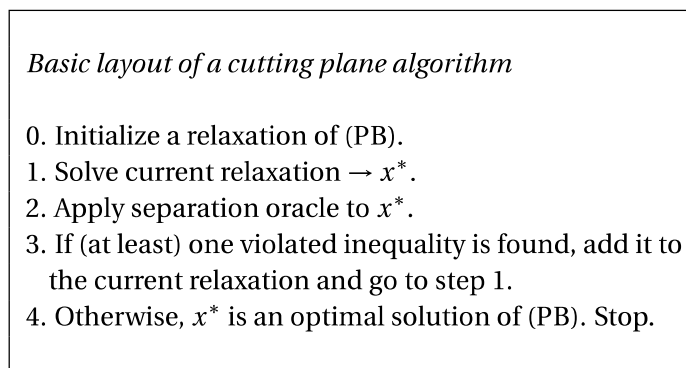 Basic layout of a cutting plane algorithm
0. Initialize a relaxation of (PB).
1. Solve current relaxation → x*.
2. Apply separation oracle to x*.
3. If (at least) one violated inequality is found, add it to
the current relaxation and go to step 1.
4. Otherwise, x* is an optimal solution of (PB). Stop.